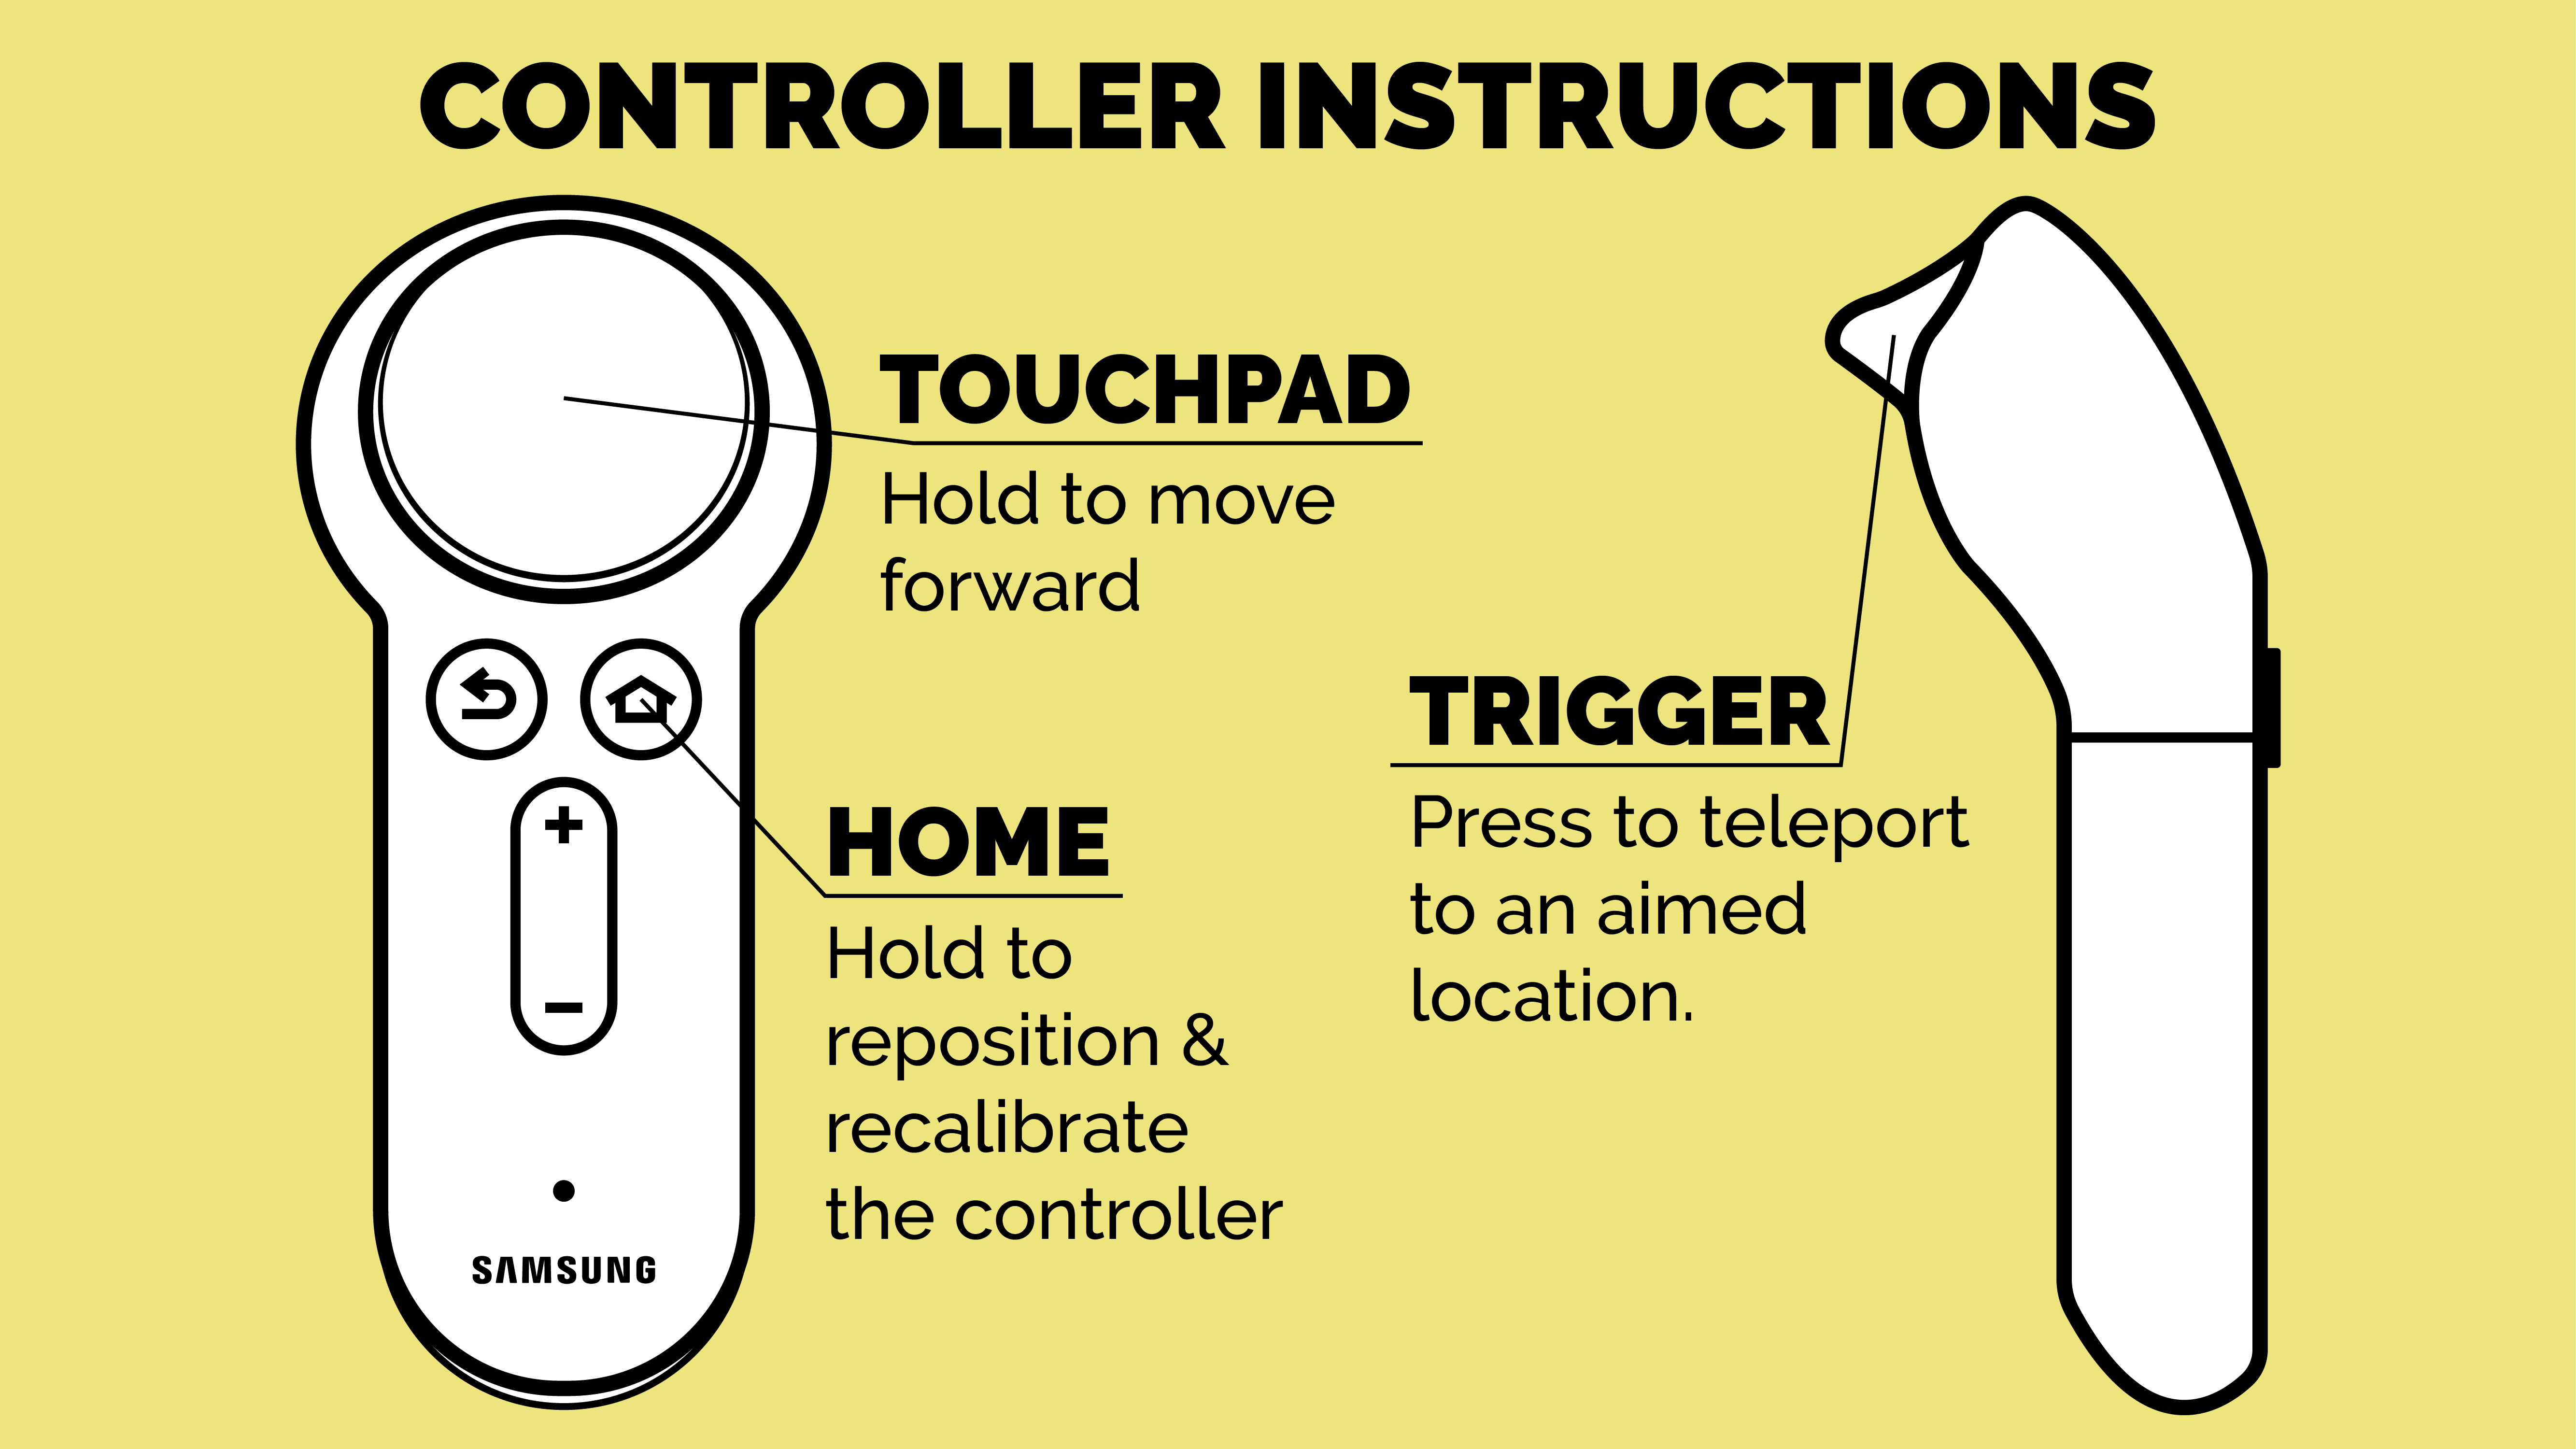 CONTROLLER INSTRUCTIONS
TOUCHPAD
Hold to move
forward
HOME
Hold to
reposition &
recalibrate
the controller
TRIGGER
Press to teleport
to an aimed
location.
+
−
SAMSUNG